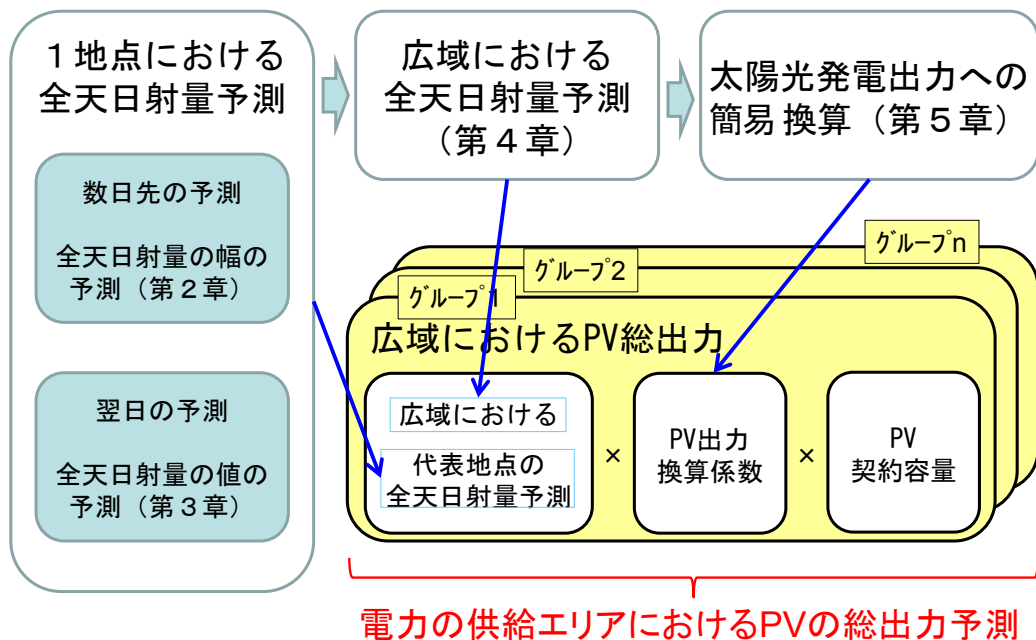 １地点における
全天日射量予測
数日先の予測
全天日射量の幅の
予測（第２章）
翌日の予測
全天日射量の値の
予測（第３章）
広域における
全天日射量予測
（第４章）
太陽光発電出力への
簡易 換算（第５章）
ｸﾞﾙｰﾌﾟn
ｸﾞﾙｰﾌﾟ2
ｸﾞﾙｰﾌﾟ1
広域におけるPV総出力
広域における
代表地点の
全天日射量予測
×
PV出力
換算係数
×
PV
契約容量
電力の供給エリアにおけるPVの総出力予測